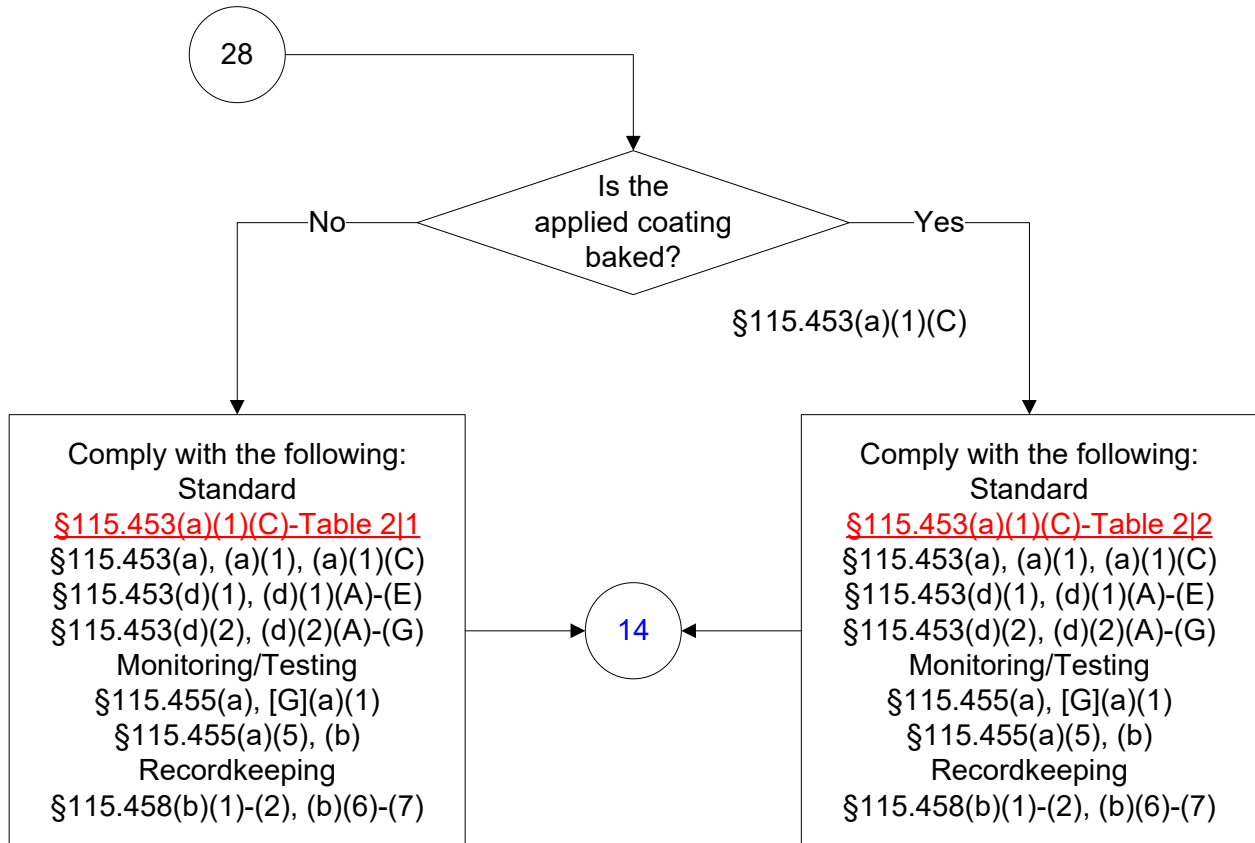 28
Is the
applied coating
baked?
No
Yes
§115.453(a)(1)(C)
Comply with the following:
Standard
§115.453(a)(1)(C)-Table 2|1
§115.453(a), (a)(1), (a)(1)(C)
§115.453(d)(1), (d)(1)(A)-(E)
§115.453(d)(2), (d)(2)(A)-(G)
Monitoring/Testing
§115.455(a), [G](a)(1)
§115.455(a)(5), (b)
Recordkeeping
§115.458(b)(1)-(2), (b)(6)-(7)
14
Comply with the following:
Standard
§115.453(a)(1)(C)-Table 2|2
§115.453(a), (a)(1), (a)(1)(C)
§115.453(d)(1), (d)(1)(A)-(E)
§115.453(d)(2), (d)(2)(A)-(G)
Monitoring/Testing
§115.455(a), [G](a)(1)
§115.455(a)(5), (b)
Recordkeeping
§115.458(b)(1)-(2), (b)(6)-(7)